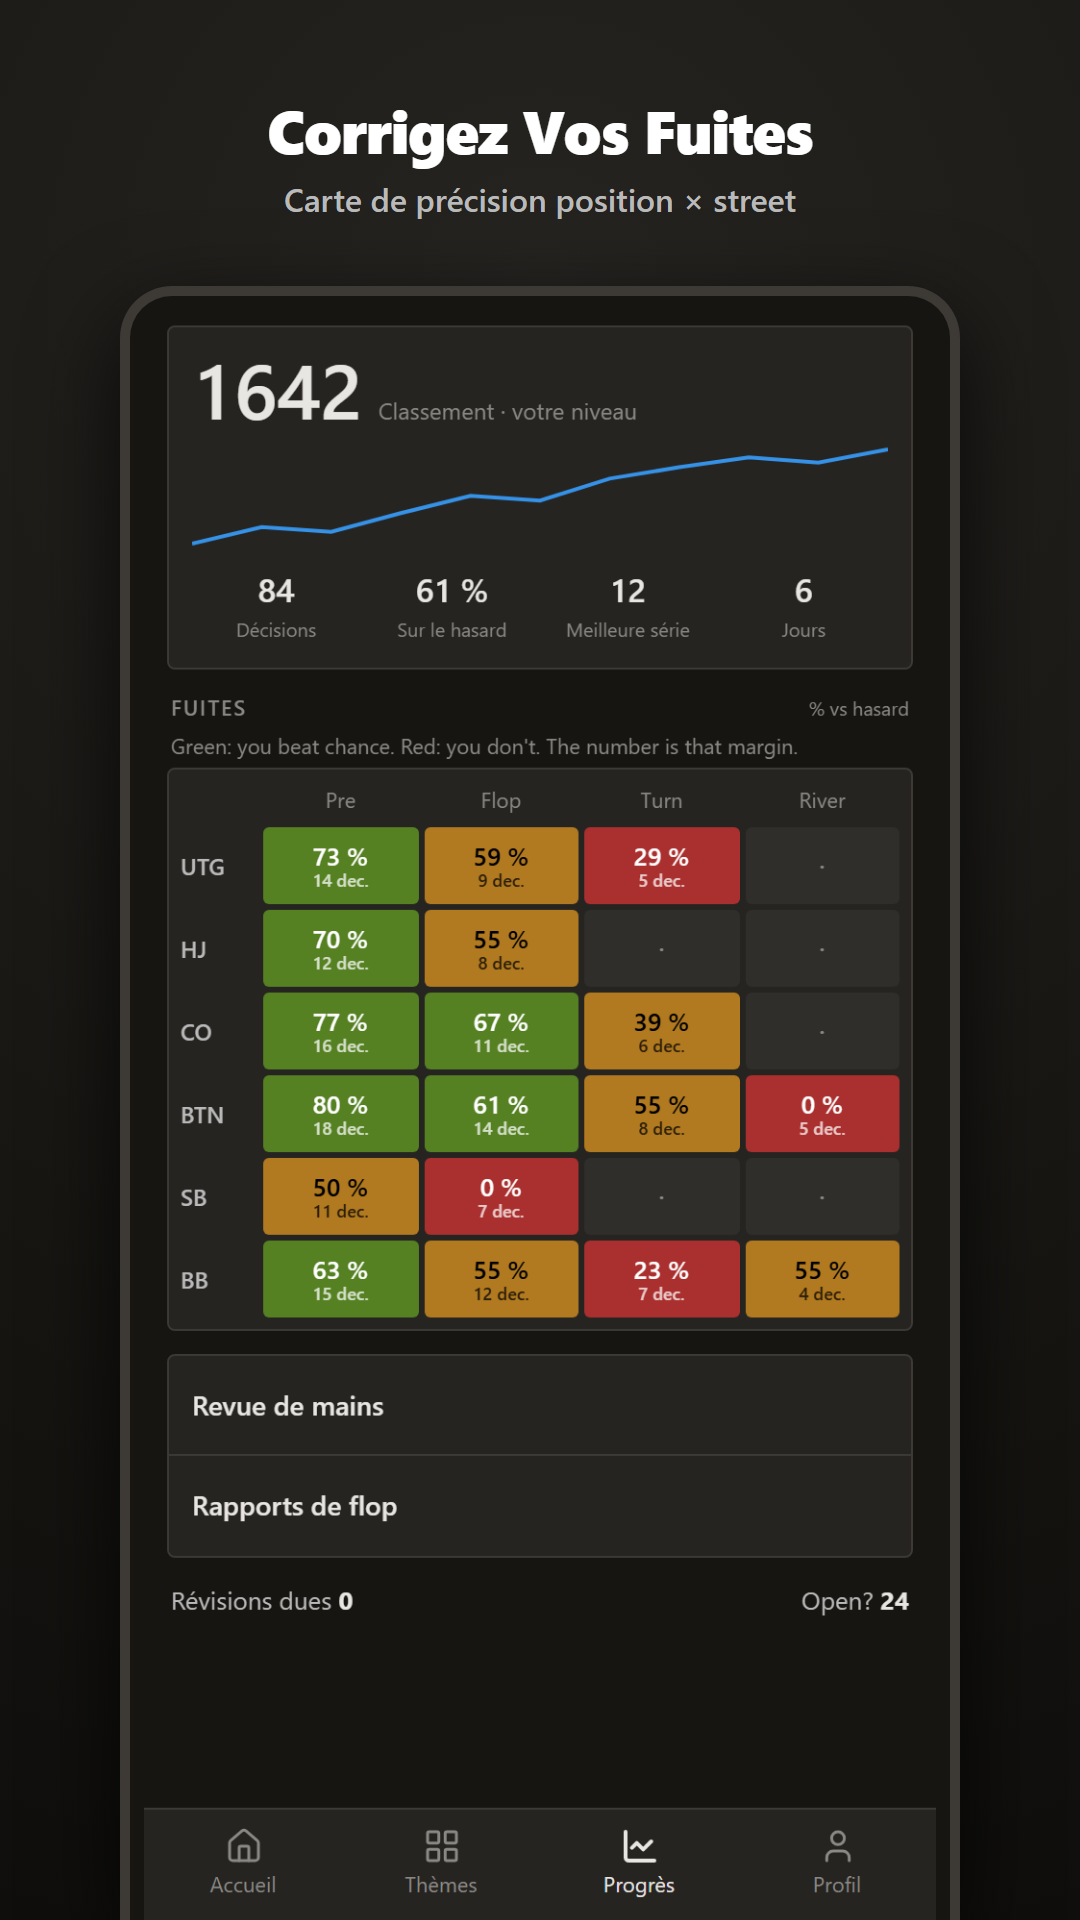 Corrigez Vos Fuites
Carte de précision position × street
1642 Classement · votre niveau
84 61 % 12 6
Décisions Sur le hasard Meilleure série Jours
FUITES % vs hasard
Green: you beat chance. Red: you don't. The number is that margin.
Pre Flop Turn River
UTG 73 % 59 % 29 % ·
14 dec. 9 dec. 5 dec.
HJ 70 % 55 % · ·
12 dec. 8 dec.
CO 77 % 67 % 39 % ·
16 dec. 11 dec. 6 dec.
BTN 80 % 61 % 55 % 0 %
18 dec. 14 dec. 8 dec. 5 dec.
SB 50 % 0 % · ·
11 dec. 7 dec.
BB 63 % 55 % 23 % 55 %
15 dec. 12 dec. 7 dec. 4 dec.
Revue de mains
Rapports de flop
Révisions dues 0 Open? 24
Accueil Thèmes Progrès Profil